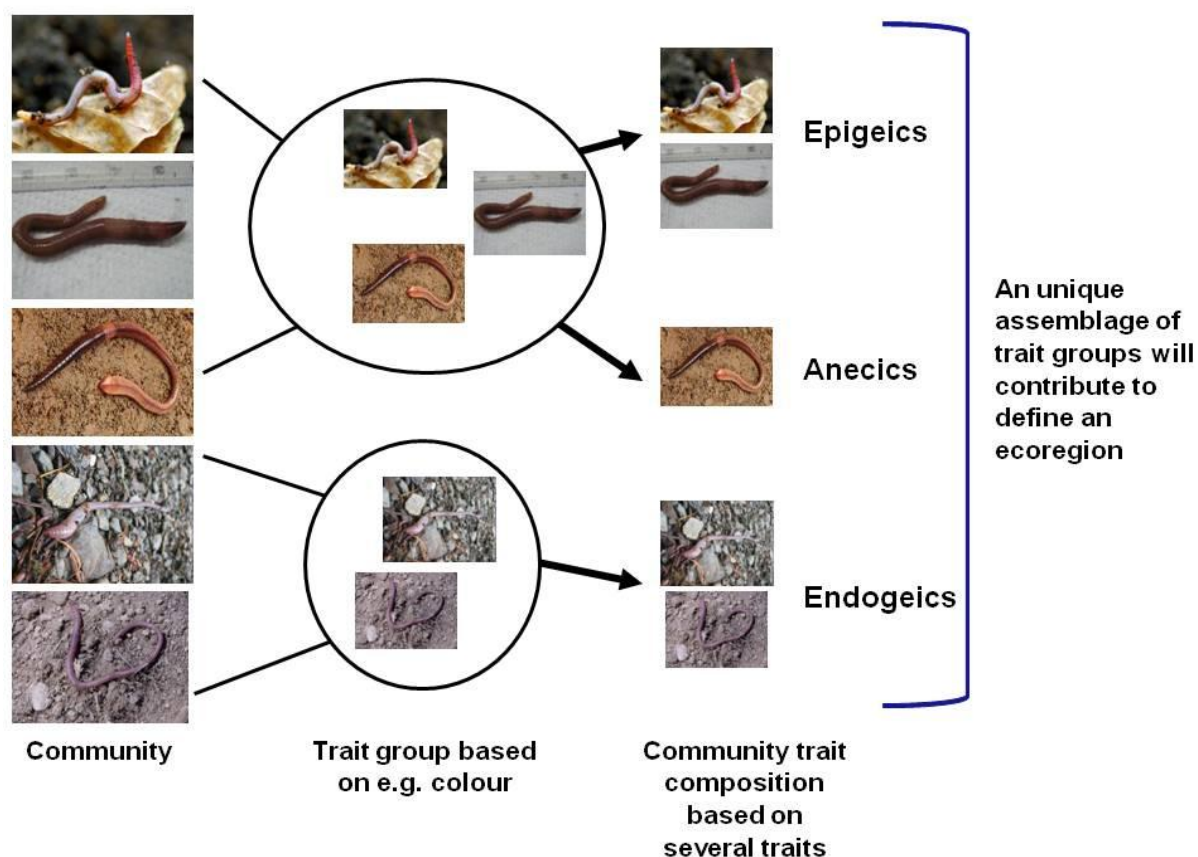 Epigeics
Anecics
Endogeics
An unique
assemblage of
trait groups will
contribute to
define an
ecoregion
Community
Trait group based
on e.g. colour
Community trait
composition
based on
several traits